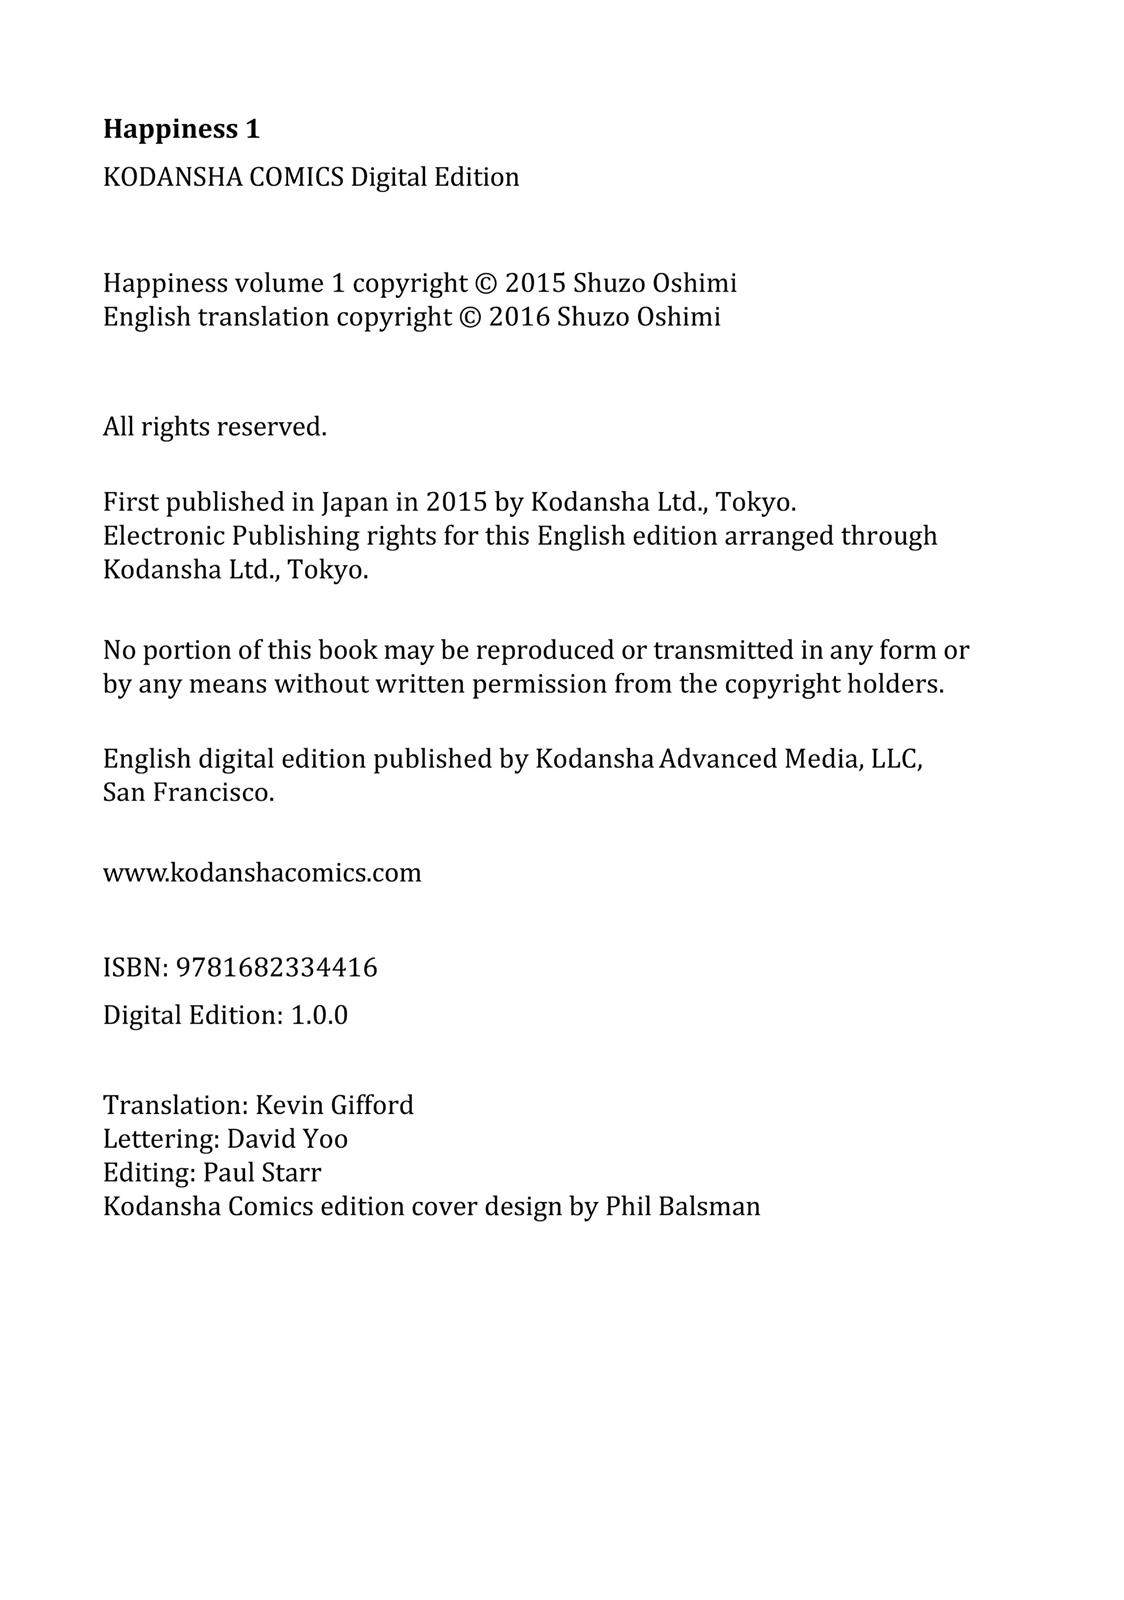 Happiness 1
KODANSHA COMICS Digital Edition
Happiness volume 1 copyright © 2015 Shuzo Oshimi
English translation copyright © 2016 Shuzo Oshimi
All rights reserved.
First published in Japan in 2015 by Kodansha Ltd., Tokyo.
Electronic Publishing rights for this English edition arranged through
Kodansha Ltd., Tokyo.
No portion of this book may be reproduced or transmitted in any form or
by any means without written permission from the copyright holders.
English digital edition published by Kodansha Advanced Media, LLC,
San Francisco.
www.kodanshacomics.com
ISBN: 9781682334416
Digital Edition: 1.0.0
Translation: Kevin Gifford
Lettering: David Yoo
Editing: Paul Starr
Kodansha Comics edition cover design by Phil Balsman